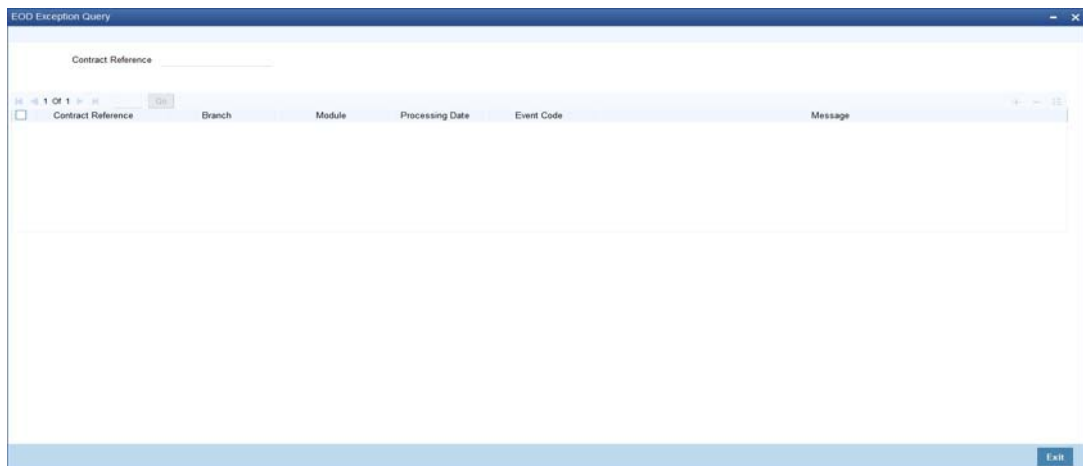 EOD Exception Query
Contract Reference
1 Of 1 Go
Contract Reference Branch Module Processing Date Event Code Message
Exit